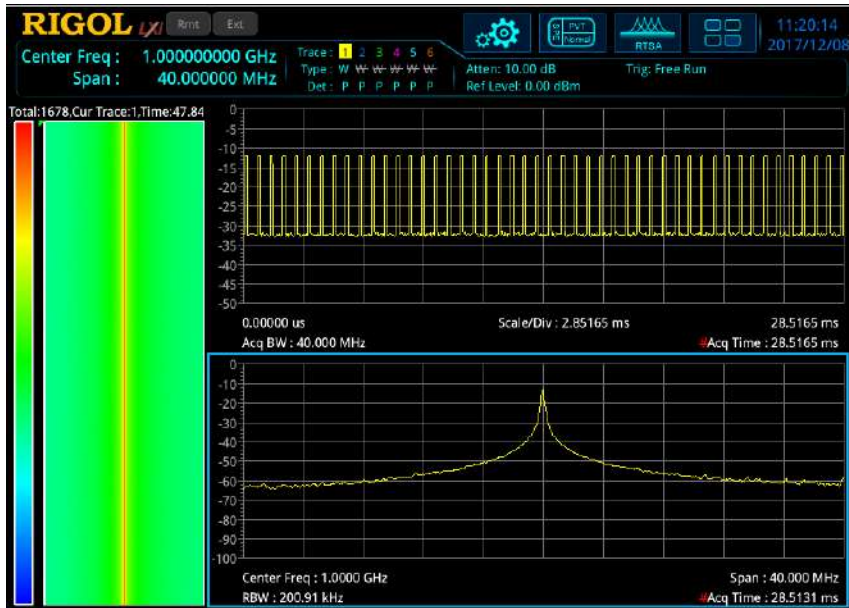 RIGOL LXI Rmt Ext
Center Freq : 1.000000000 GHz
Span : 40.000000 MHz
Trace : 1 2 3 4 5 6
Type : W W W W W W
Det : P P P P P P
PVT
Normal
RTSA
11:20:14
2017/12/08
Atten: 10.00 dB Trig: Free Run
Ref Level: 0.00 dBm
Total:1678,Cur Trace:1,Time:47.84
0
-5
-10
-15
-20
-25
-30
-35
-40
-45
-50
0.00000 us Scale/Div : 2.85165 ms 28.5165 ms
Acq BW : 40.000 MHz #Acq Time : 28.5165 ms
0
-10
-20
-30
-40
-50
-60
-70
-80
-90
-100
Center Freq : 1.0000 GHz Span : 40.000 MHz
RBW : 200.91 kHz #Acq Time : 28.5131 ms